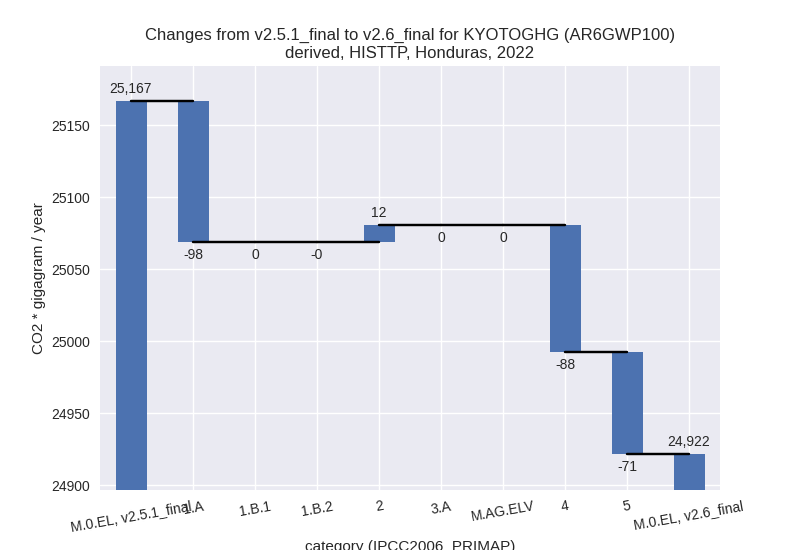 Changes from v2.5.1_final to v2.6_final for KYOTOGHG (AR6GWP100)
derived, HISTTP, Honduras, 2022
25,167
25150
25100
12
0
0
-98
0
-0
25050
CO2 * gigagram / year
25000
-88
24950
24,922
-71
24900
M.0.EL, v2.5.1_final
1.A
1.B.1
1.B.2
2
3.A
M.AG.ELV
4
5
M.0.EL, v2.6_final
category (IPCC2006_PRIMAP)